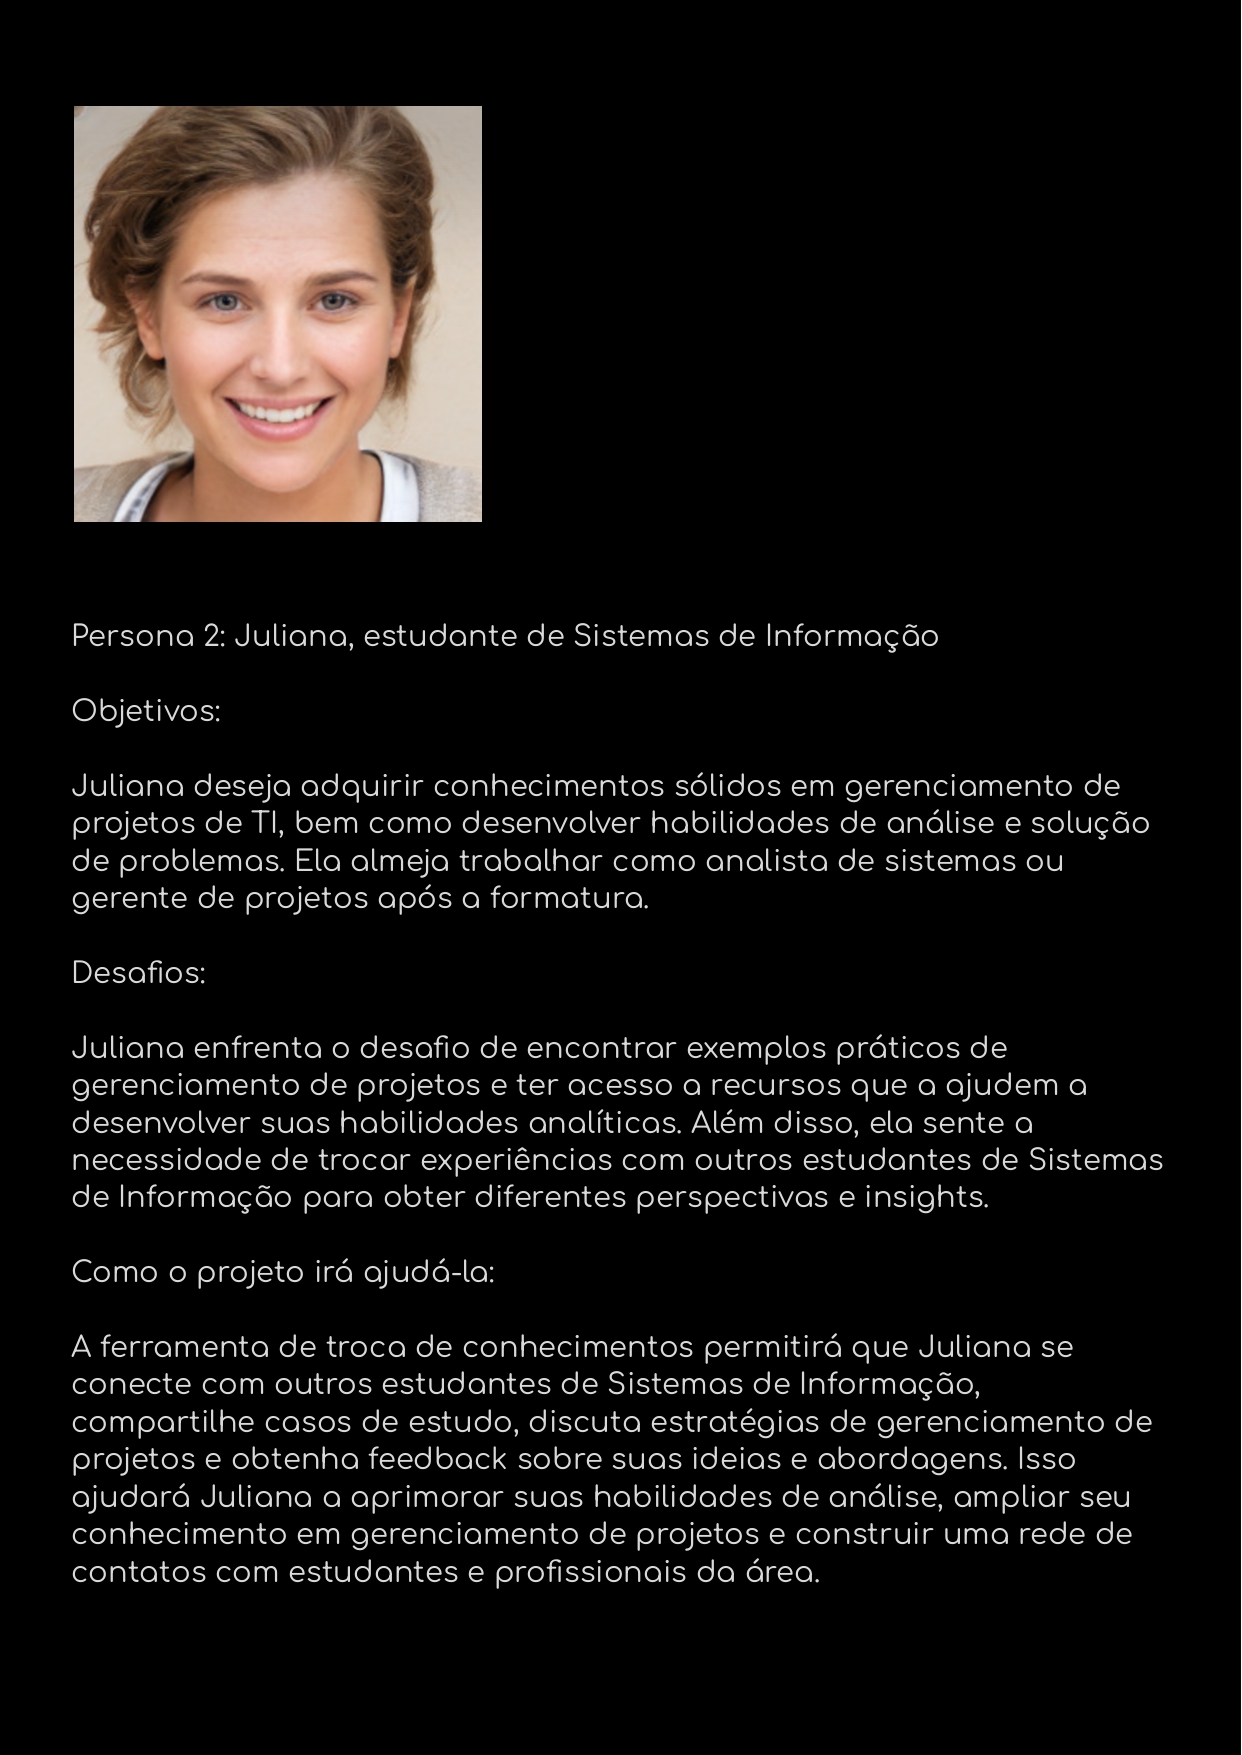 Persona 2: Juliana, estudante de Sistemas de Informação
Objetivos:
Juliana deseja adquirir conhecimentos sólidos em gerenciamento de
projetos de TI, bem como desenvolver habilidades de análise e solução
de problemas. Ela almeja trabalhar como analista de sistemas ou
gerente de projetos após a formatura.
Desafios:
Juliana enfrenta o desafio de encontrar exemplos práticos de
gerenciamento de projetos e ter acesso a recursos que a ajudem a
desenvolver suas habilidades analíticas. Além disso, ela sente a
necessidade de trocar experiências com outros estudantes de Sistemas
de Informação para obter diferentes perspectivas e insights.
Como o projeto irá ajudá-la:
A ferramenta de troca de conhecimentos permitirá que Juliana se
conecte com outros estudantes de Sistemas de Informação,
compartilhe casos de estudo, discuta estratégias de gerenciamento de
projetos e obtenha feedback sobre suas ideias e abordagens. Isso
ajudará Juliana a aprimorar suas habilidades de análise, ampliar seu
conhecimento em gerenciamento de projetos e construir uma rede de
contatos com estudantes e profissionais da área.